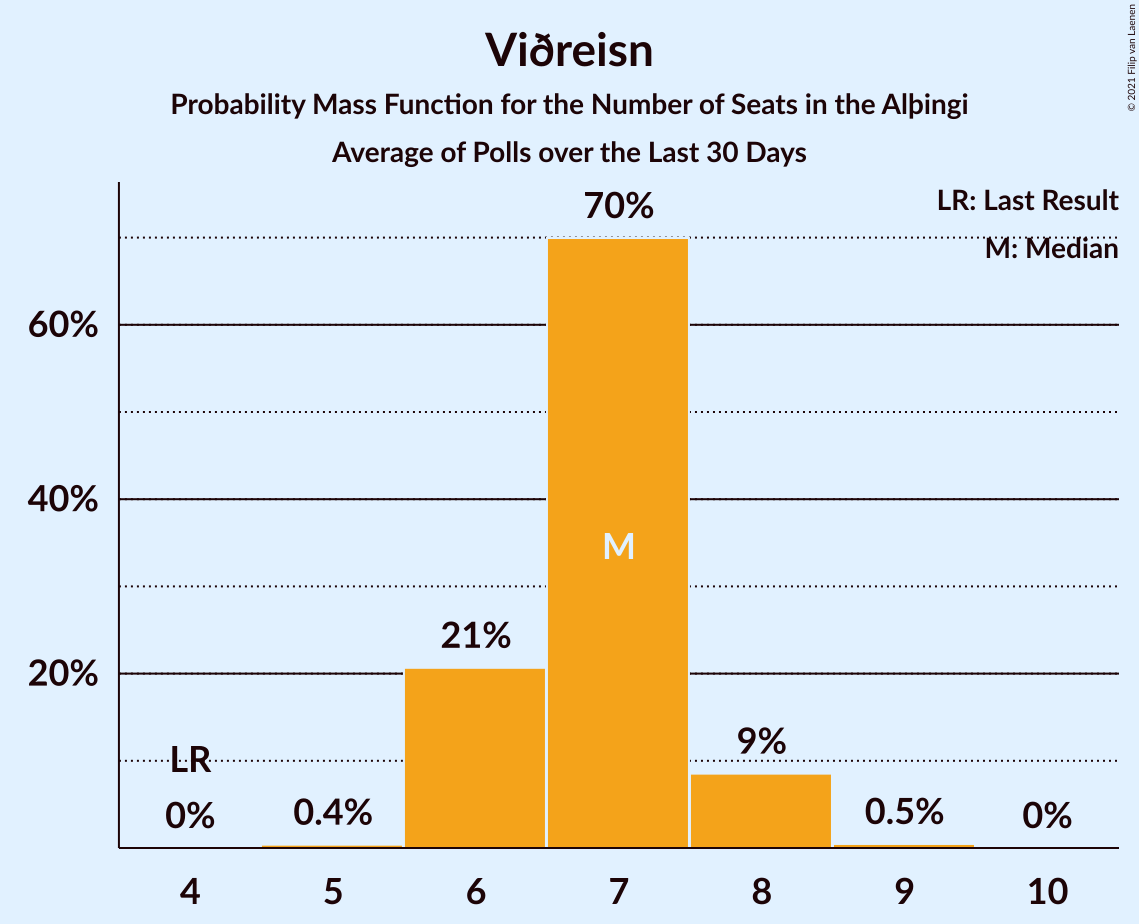 Viðreisn
Probability Mass Function for the Number of Seats in the Alþingi
Average of Polls over the Last 30 Days
© 2021 Filip van Laenen
LR: Last Result
M: Median
70%
60%
40%
M
21%
20%
LR
9%
0%
0.4%
0.5%
0%
4 5 6 7 8 9 10